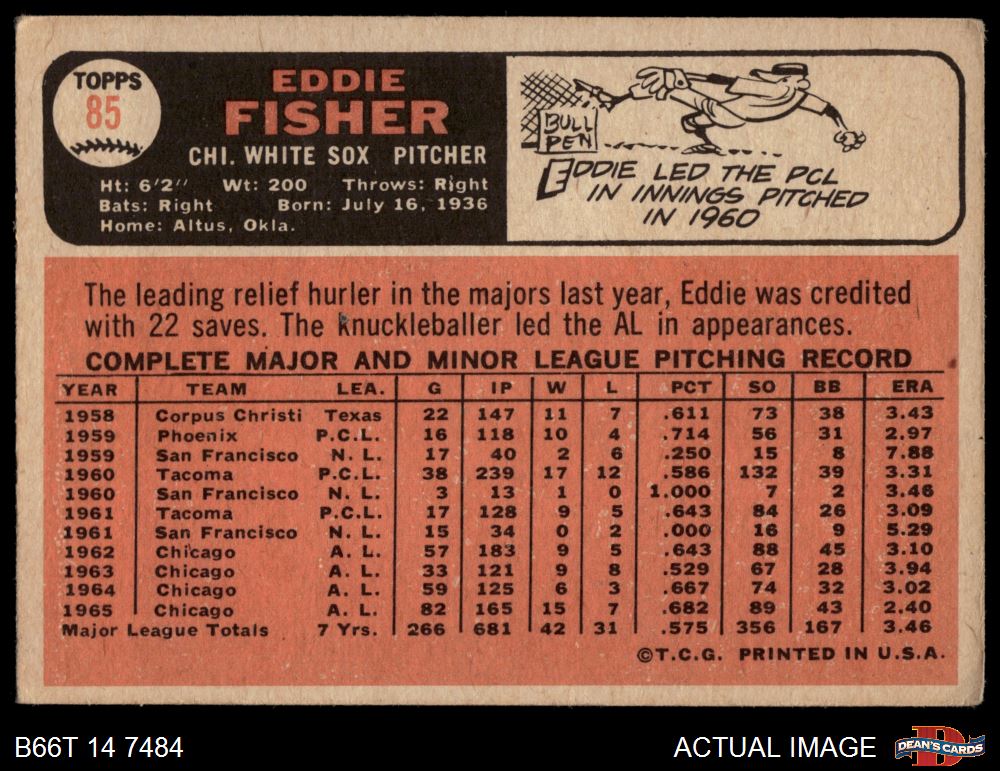 TOPPS
85
EDDIE
FISHER
CHI. WHITE SOX PITCHER
Ht: 6'2" Wt: 200 Throws: Right
Bats: Right Born: July 16, 1936
Home: Altus, Okla.
BULL
PEN
EDDIE LED THE PCL
IN INNINGS PITCHED
IN 1960
The leading relief hurler in the majors last year, Eddie was credited
with 22 saves. The knuckleballer led the AL in appearances.
COMPLETE MAJOR AND MINOR LEAGUE PITCHING RECORD
YEAR TEAM LEA. G IP W L PCT SO BB ERA
1958 Corpus Christi Texas 22 147 11 7 .611 73 38 3.43
1959 Phoenix P.C.L. 16 118 10 4 .714 56 31 2.97
1959 San Francisco N. L. 17 40 2 6 .250 15 8 7.88
1960 Tacoma P.C.L. 38 239 17 12 .586 132 39 3.31
1960 San Francisco N. L. 3 13 1 0 1.000 7 2 3.46
1961 Tacoma P.C.L. 17 128 9 5 .643 84 26 3.09
1961 San Francisco N. L. 15 34 0 2 .000 16 9 5.29
1962 Chicago A. L. 57 183 9 5 .643 88 45 3.10
1963 Chicago A. L. 33 121 9 8 .529 67 28 3.94
1964 Chicago A. L. 59 125 6 3 .667 74 32 3.02
1965 Chicago A. L. 82 165 15 7 .682 89 43 2.40
Major League Totals 7 Yrs. 266 681 42 31 .575 356 167 3.46
©T.C.G. PRINTED IN U.S.A.
B66T 14 7484
ACTUAL IMAGE
D
DEAN'S CARDS